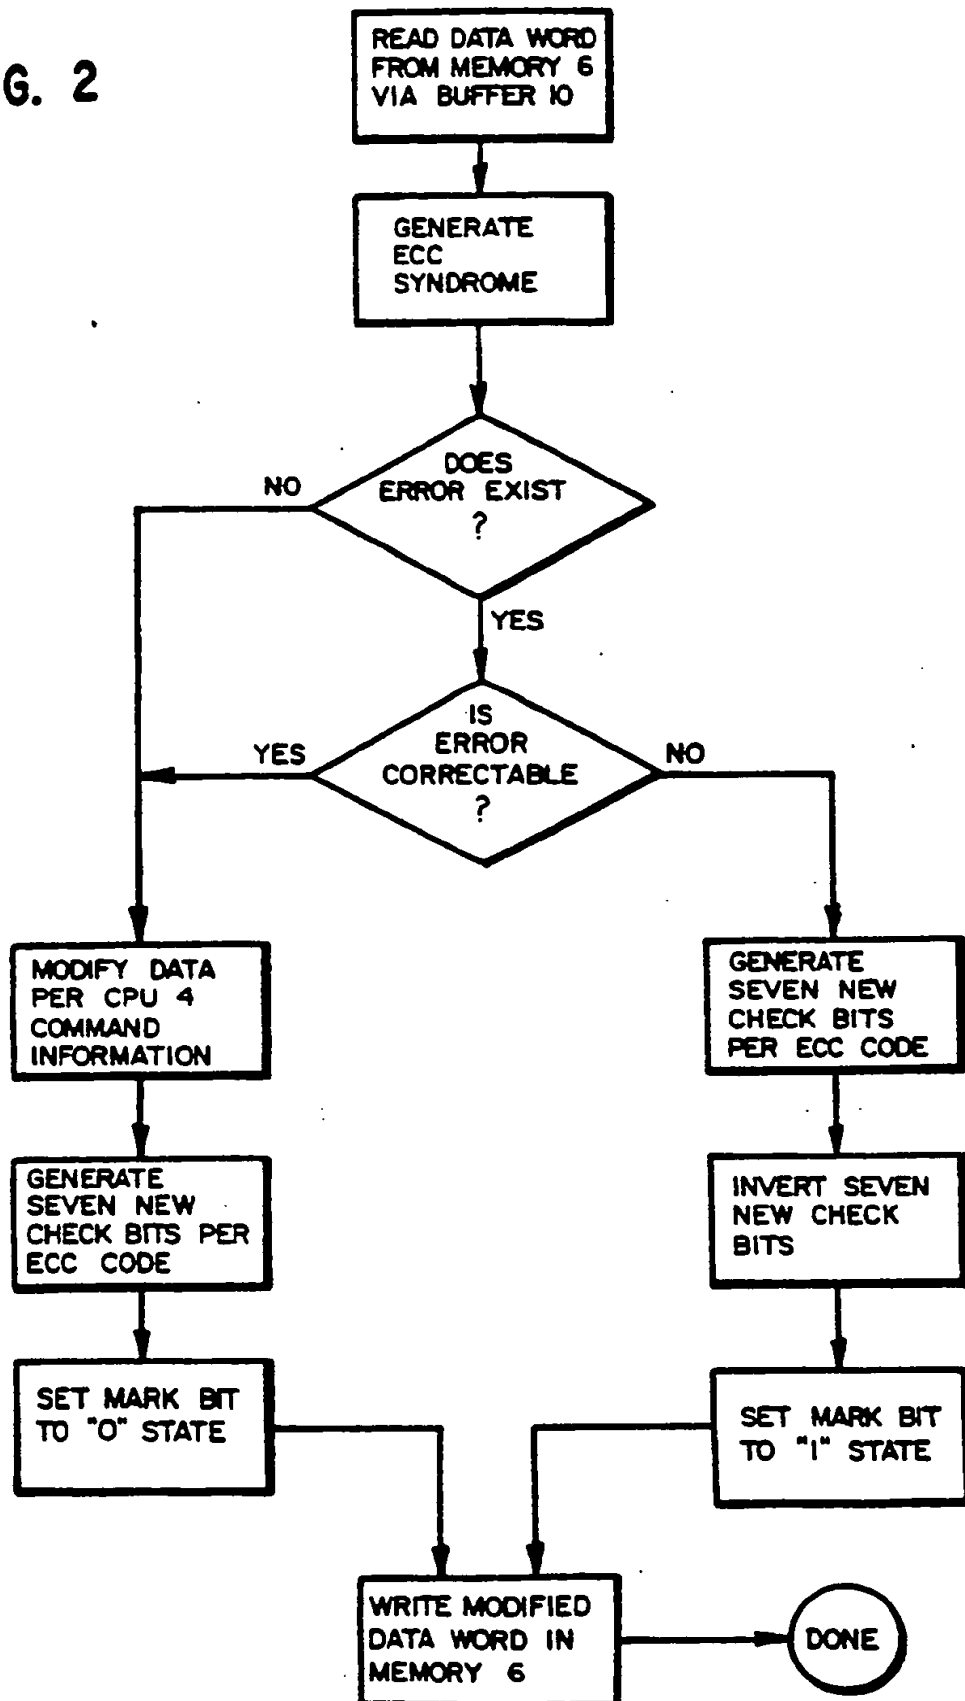 G. 2
READ DATA WORD
FROM MEMORY 6
VIA BUFFER 10
GENERATE
ECC
SYNDROME
DOES
ERROR EXIST
?
NO
YES
IS
ERROR
CORRECTABLE
?
YES
NO
MODIFY DATA
PER CPU 4
COMMAND
INFORMATION
GENERATE
SEVEN NEW
CHECK BITS
PER ECC CODE
GENERATE
SEVEN NEW
CHECK BITS PER
ECC CODE
INVERT SEVEN
NEW CHECK
BITS
SET MARK BIT
TO "0" STATE
SET MARK BIT
TO "1" STATE
WRITE MODIFIED
DATA WORD IN
MEMORY 6
DONE